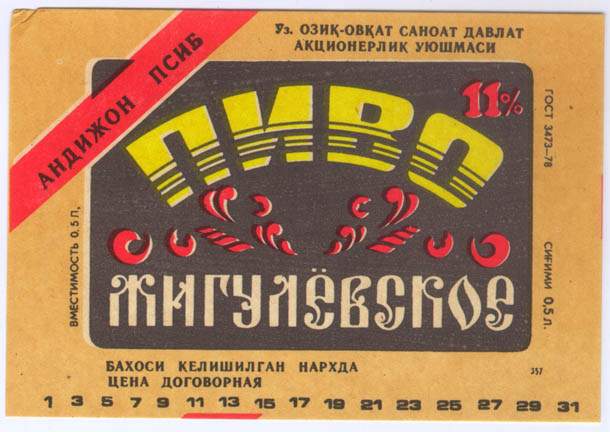 Ўз. ОЗИҚ-ОВҚАТ САНОАТ ДАВЛАТ
АКЦИОНЕРЛИК УЮШМАСИ
АНДИЖОН ПСИБ
ПИВО
11%
ГОСТ 3473—78
ВМЕСТИМОСТЬ 0,5 Л.
СИҒИМИ 0,5 Л.
ЖИГУЛЁВСКОЕ
БАХОСИ КЕЛИШИЛГАН НАРХДА
ЦЕНА ДОГОВОРНАЯ
357
1 3 5 7 9 11 13 15 17 19 21 23 25 27 29 31